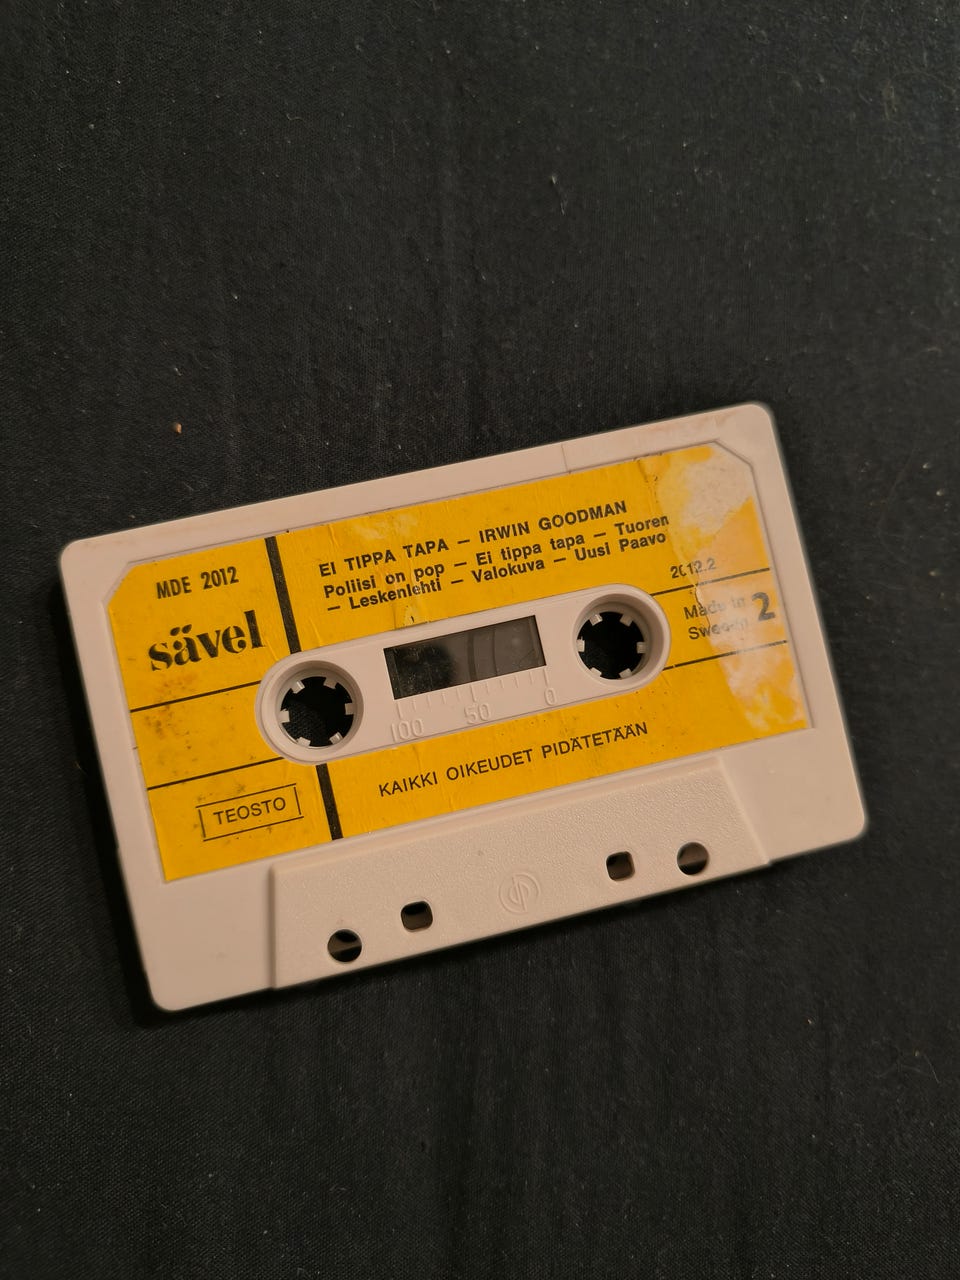 MDE 2012
sävel
TEOSTO
EI TIPPA TAPA – IRWIN GOODMAN
Poliisi on pop – Ei tippa tapa – Tuoren
– Leskenlehti – Valokuva – Uusi Paavo
2012.2
Made in
Sweden
2
100 50 0
KAIKKI OIKEUDET PIDÄTETÄÄN